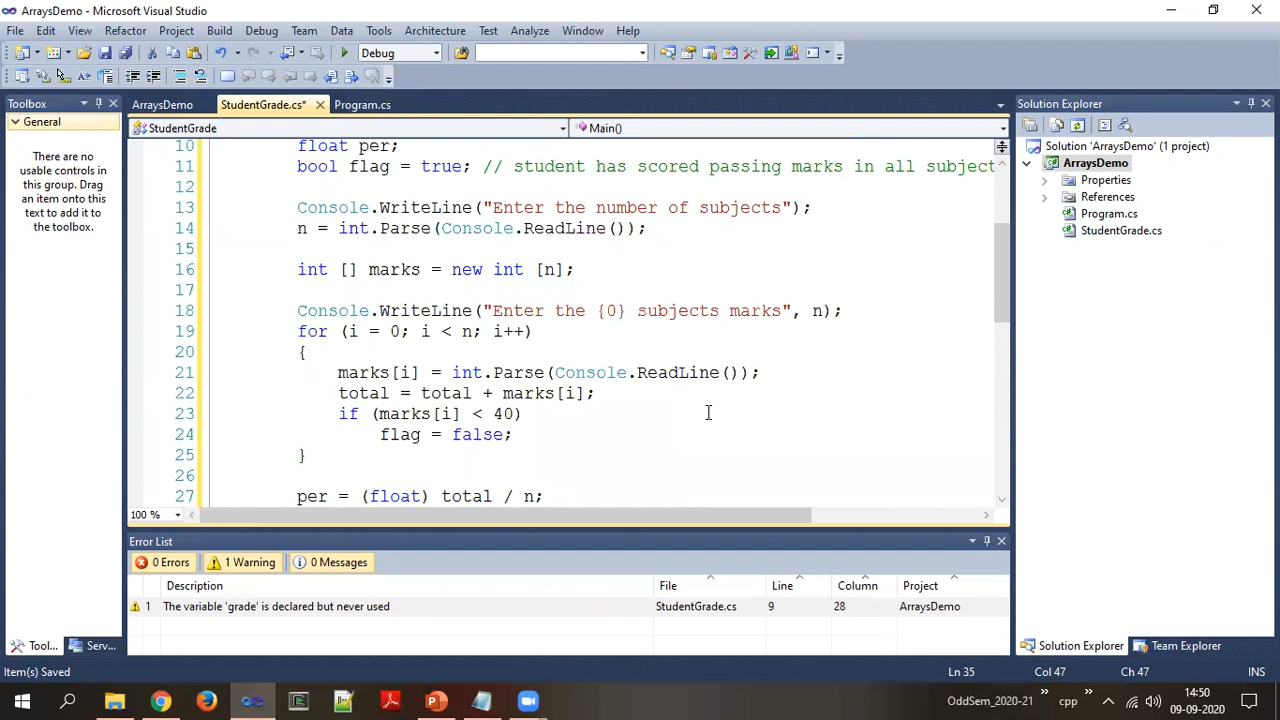 ArraysDemo - Microsoft Visual Studio
File Edit View Refactor Project Build Debug Team Data Tools Architecture Test Analyze Window Help
Debug
Toolbox
General
There are
no usable
controls in
this group. Drag
an item onto this
text to add it to
the toolbox.
ArraysDemo StudentGrade.cs* Program.cs
StudentGrade Main()
10 float per;
11 bool flag = true; // student has scored passing marks in all subject
12
13 Console.WriteLine("Enter the number of subjects");
14 n = int.Parse(Console.ReadLine());
15
16 int [] marks = new int [n];
17
18 Console.WriteLine("Enter the {0} subjects marks", n);
19 for (i = 0; i < n; i++)
20 {
21 marks[i] = int.Parse(Console.ReadLine());
22 total = total + marks[i];
23 if (marks[i] < 40)
24 flag = false;
25 }
26
27 per = (float) total / n;
100 %
Solution Explorer
Solution 'ArraysDemo' (1 project)
ArraysDemo
Properties
References
Program.cs
StudentGrade.cs
Error List
0 Errors 1 Warning 0 Messages
Description File Line Column Project
1 The variable 'grade' is declared but never used StudentGrade.cs 9 28 ArraysDemo
Tool... Serv...
Solution Explorer Team Explorer
Item(s) Saved Ln 35 Col 47 Ch 47 INS
OddSem_2020-21 cpp
14:50
09-09-2020